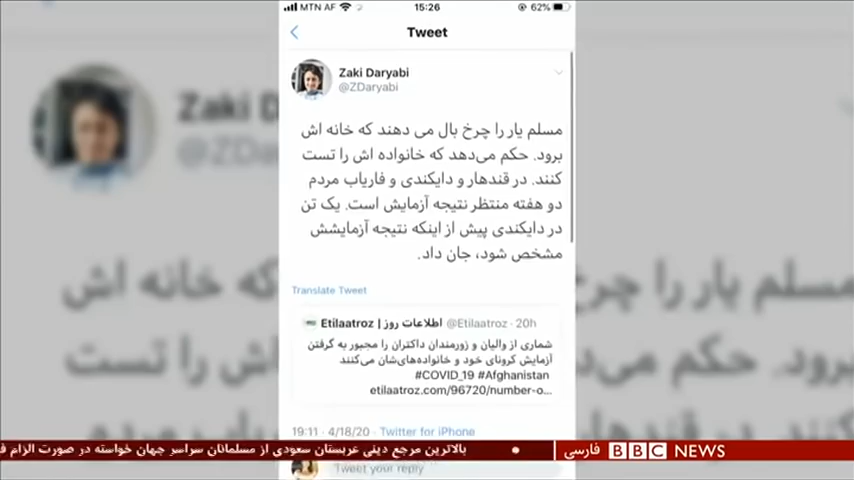 MTN AF
15:26
62%
Tweet
Zaki Daryabi
@ZDaryabi
مسلم یار را چرخ بال می دهند که خانه اش
برود. حکم می‌دهد که خانواده اش را تست
کنند. در قندهار و دایکندی و فاریاب مردم
دو هفته منتظر نتیجه آزمایش است. یک تن
در دایکندی پیش از اینکه نتیجه آزمایشش
مشخص شود، جان داد.
Translate Tweet
Etilaatroz | اطلاعات روز @Etilaatroz · 20h
شماری از والیان و زورمندان داکتران را مجبور به گرفتن
آزمایش کرونای خود و خانواده‌های‌شان می‌کنند
#COVID_19 #Afghanistan
etilaatroz.com/96720/number-o...
19:11 · 4/18/20 · Twitter for iPhone
Tweet your reply
بالاترین مرجع دینی عربستان سعودی از مسلمانان سراسر جهان خواسته در صورت الزام ف
BBC NEWS فارسی